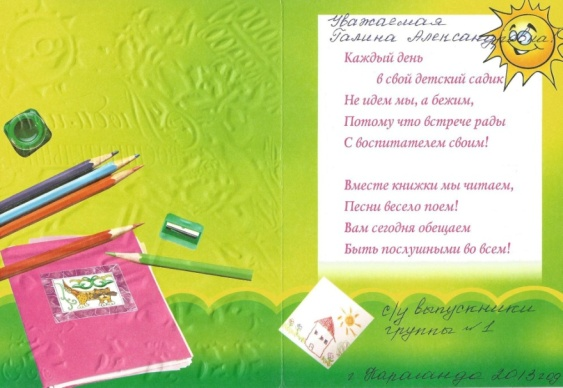 Уважаемая
Галина Александровна!
Каждый день
в свой детский садик
Не идем мы, а бежим,
Потому что встрече рады
С воспитателем своим!
Вместе книжки мы читаем,
Песни весело поем!
Вам сегодня обещаем
Быть послушными во всем!
с/у выпускники
группы №1
г Караганда 2013 год